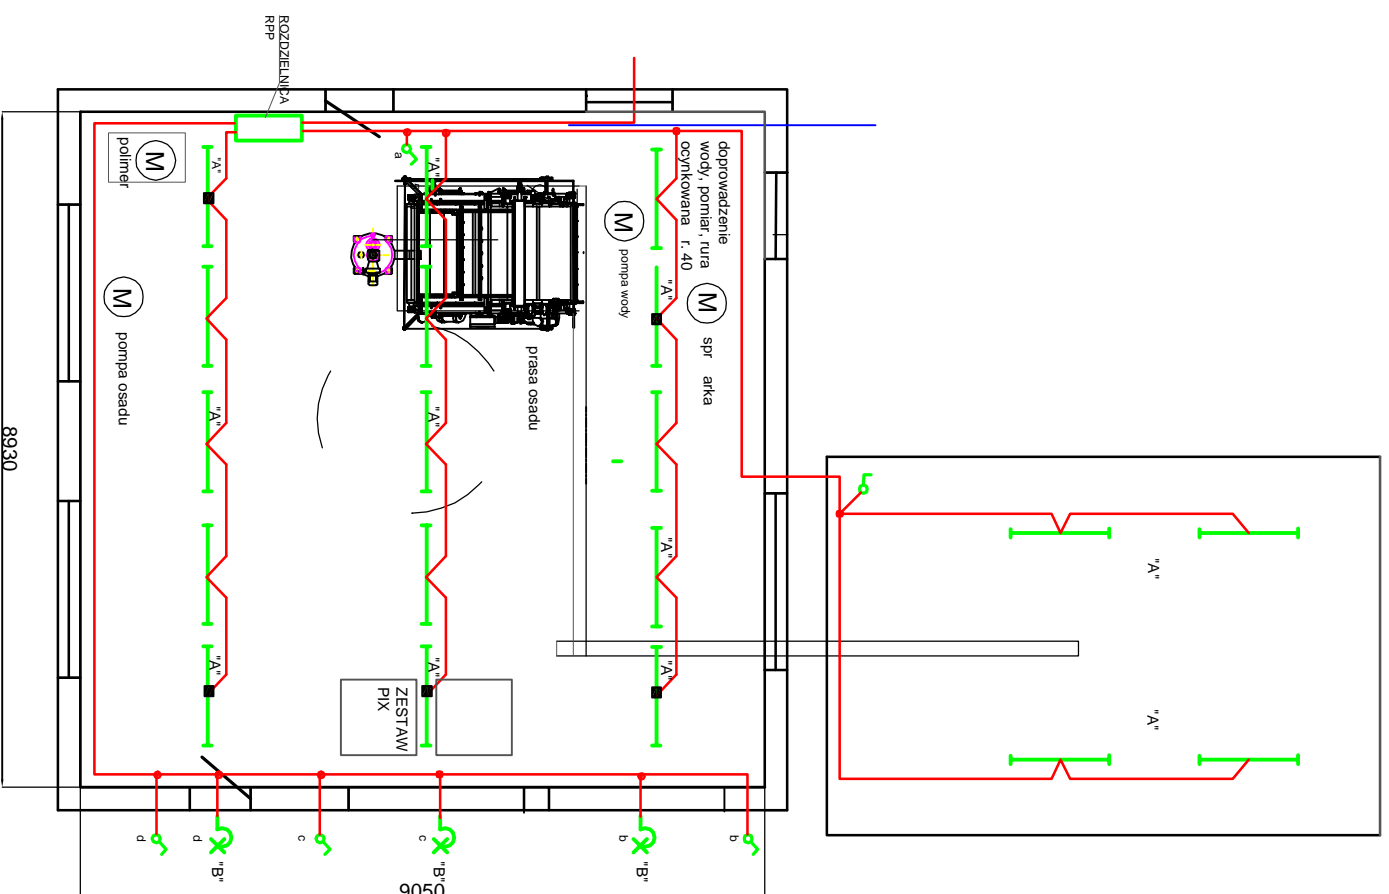 ROZDZIELNICA
RPP
polimer
M
"A"
a
"A"
doprowadzenie
wody, pomiar, rura
ocynkowana r. 40
M
pompa wody
"A"
M
spr arka
M
pompa osadu
prasa osadu
"A"
"A"
8930
"A"
"A"
"A"
"A"
"A"
"A"
ZESTAW
PIX
d
d
"B"
c
c
"B"
b
"B"
b
9050